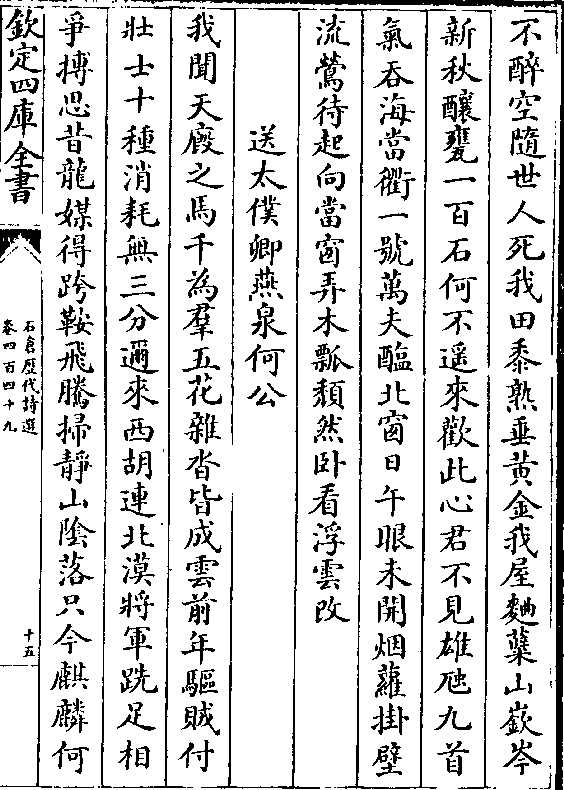 不醉空隨世人死我田黍熟垂黃金我屋麯蘖山嶔岑
新秋釀甕一百石何不遥來歡此心君不見雄虺九首
氣吞海當衢一號萬夫醢北窗日午眼未開烟蘿掛壁
流鶯待起向當窗弄木瓢頽然卧看浮雲改
送太僕卿燕泉何公
我聞天廄之馬千為羣五花雜沓皆成雲前年驅賊付
壯士十種消耗無三分邇來西胡連北漠將軍跣足相
爭搏思昔龍媒得跨鞍飛騰掃靜山陰落只今麒麟何
欽定四庫全書
石倉歷代詩選
卷四百四十九
十五